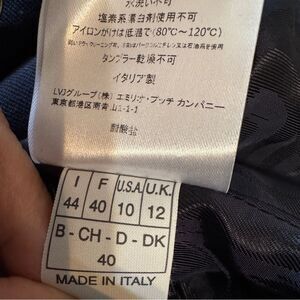 水洗い不可
塩素系漂白剤使用不可
アイロンがけは低温で(80℃〜120℃)
タンブラー乾燥不可
イタリア製
LVJグループ(株) エミリオ・プッチ カンパニー
東京都港区南青山1-1-1
I F U.S.A. U.K.
44 40 10 12
B - CH - D - DK
40
MADE IN ITALY